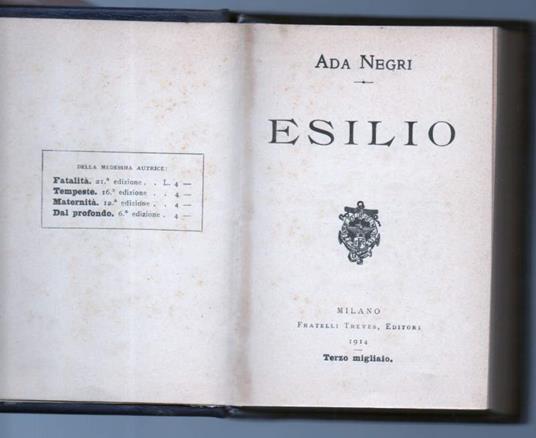 DELLA MEDESIMA AUTRICE:
Fatalità. 21.ª edizione . . L. 4 —
Tempeste. 16.ª edizione . . 4 —
Maternità. 12.ª edizione . . 4 —
Dal profondo. 6.ª edizione . 4 —
ADA NEGRI
ESILIO
MILANO
FRATELLI TREVES, EDITORI
1914
Terzo migliaio.